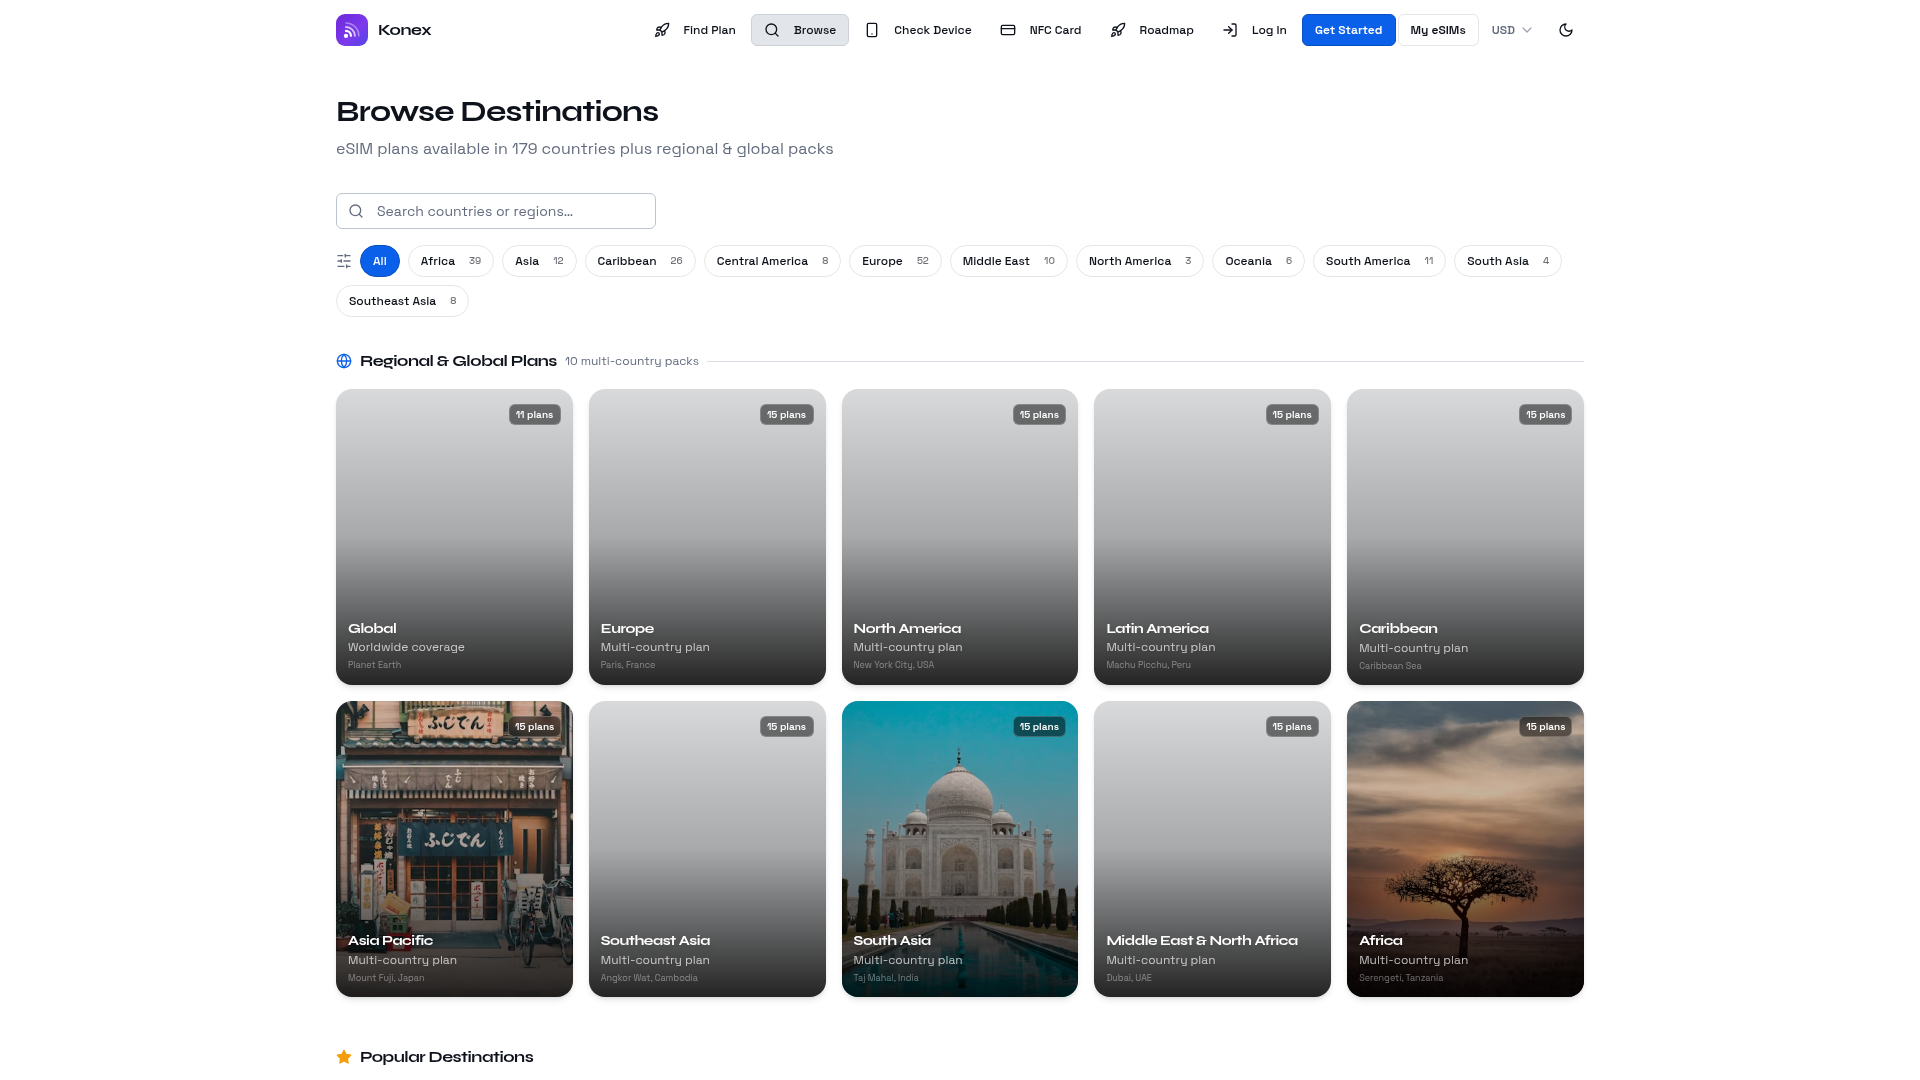 Konex
Find Plan
Browse
Check Device
NFC Card
Roadmap
Log In
Get Started
My eSIMs
USD
Browse Destinations
eSIM plans available in 179 countries plus regional & global packs
Search countries or regions...
All
Africa 39
Asia 12
Caribbean 26
Central America 8
Europe 52
Middle East 10
North America 3
Oceania 6
South America 11
South Asia 4
Southeast Asia 8
Regional & Global Plans 10 multi-country packs
11 plans
Global
Worldwide coverage
Planet Earth
15 plans
Europe
Multi-country plan
Paris, France
15 plans
North America
Multi-country plan
New York City, USA
15 plans
Latin America
Multi-country plan
Machu Picchu, Peru
15 plans
Caribbean
Multi-country plan
Caribbean Sea
ふじでん
15 plans
ふじでん
Asia Pacific
Multi-country plan
Mount Fuji, Japan
15 plans
Southeast Asia
Multi-country plan
Angkor Wat, Cambodia
15 plans
South Asia
Multi-country plan
Taj Mahal, India
15 plans
Middle East & North Africa
Multi-country plan
Dubai, UAE
15 plans
Africa
Multi-country plan
Serengeti, Tanzania
Popular Destinations